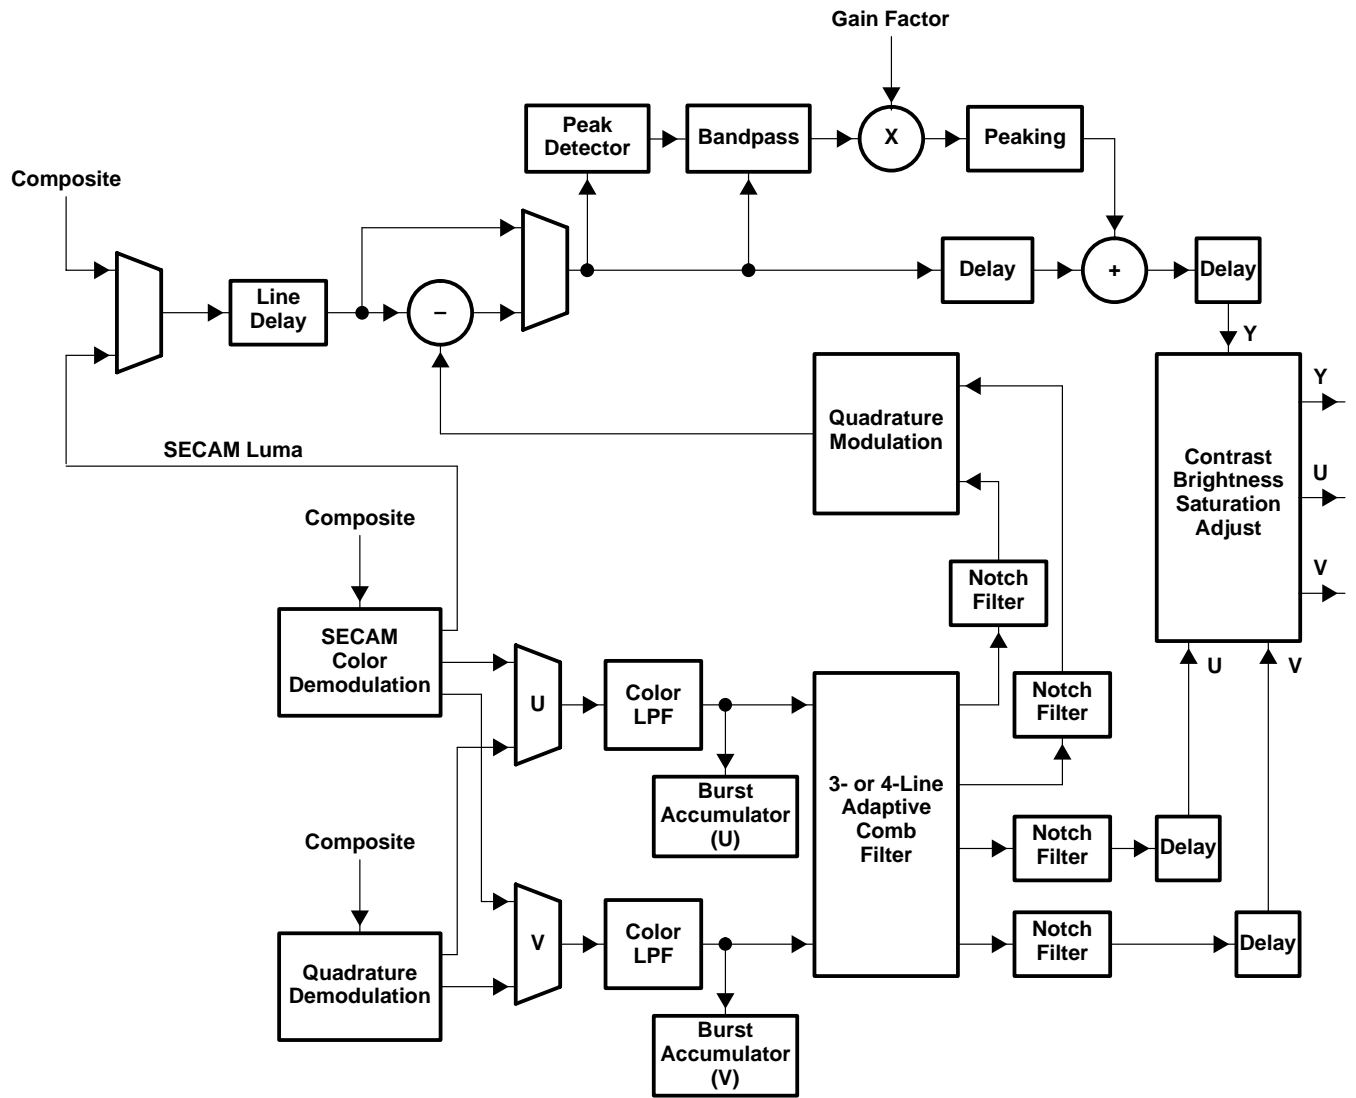 Gain Factor
Peak
Detector
Bandpass
X
Peaking
Composite
Line
Delay
–
Delay
+
Delay
Y
Quadrature
Modulation
Contrast
Brightness
Saturation
Adjust
Y
U
V
SECAM Luma
Composite
Notch
Filter
SECAM
Color
Demodulation
U
Color
LPF
Notch
Filter
U
V
Burst
Accumulator
(U)
3- or 4-Line
Adaptive
Comb
Filter
Notch
Filter
Delay
Composite
Quadrature
Demodulation
V
Color
LPF
Notch
Filter
Delay
Burst
Accumulator
(V)